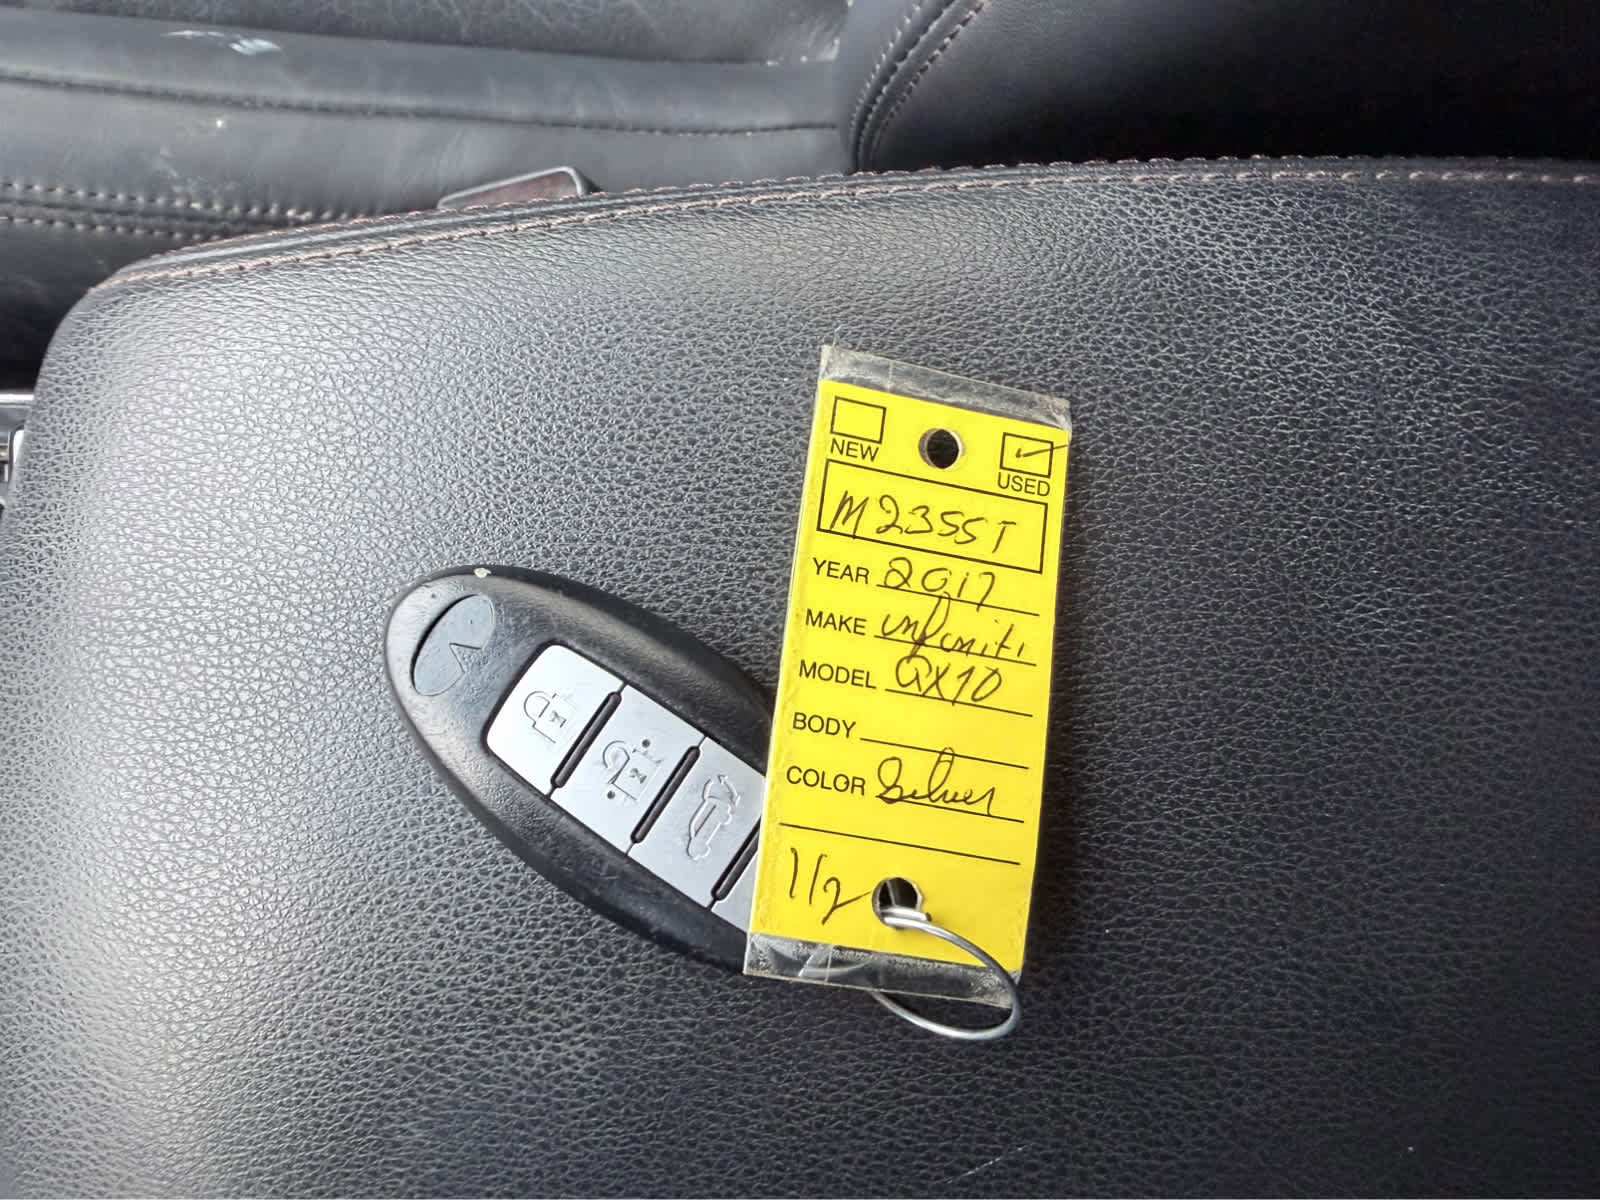 NEW
USED
M2355T
YEAR 2017
MAKE infiniti
MODEL QX70
BODY
COLOR Silver
1/2